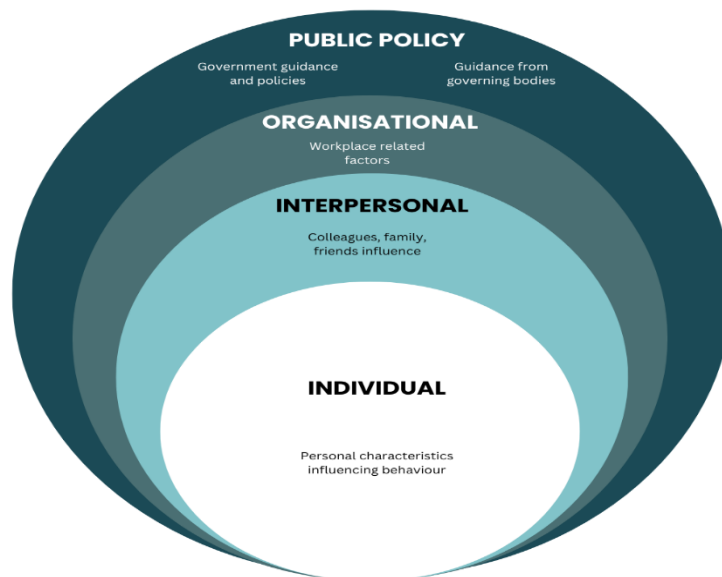 PUBLIC POLICY
Government guidance
and policies
Guidance from
governing bodies
ORGANISATIONAL
Workplace related
factors
INTERPERSONAL
Colleagues, family,
friends influence
INDIVIDUAL
Personal characteristics
influencing behaviour